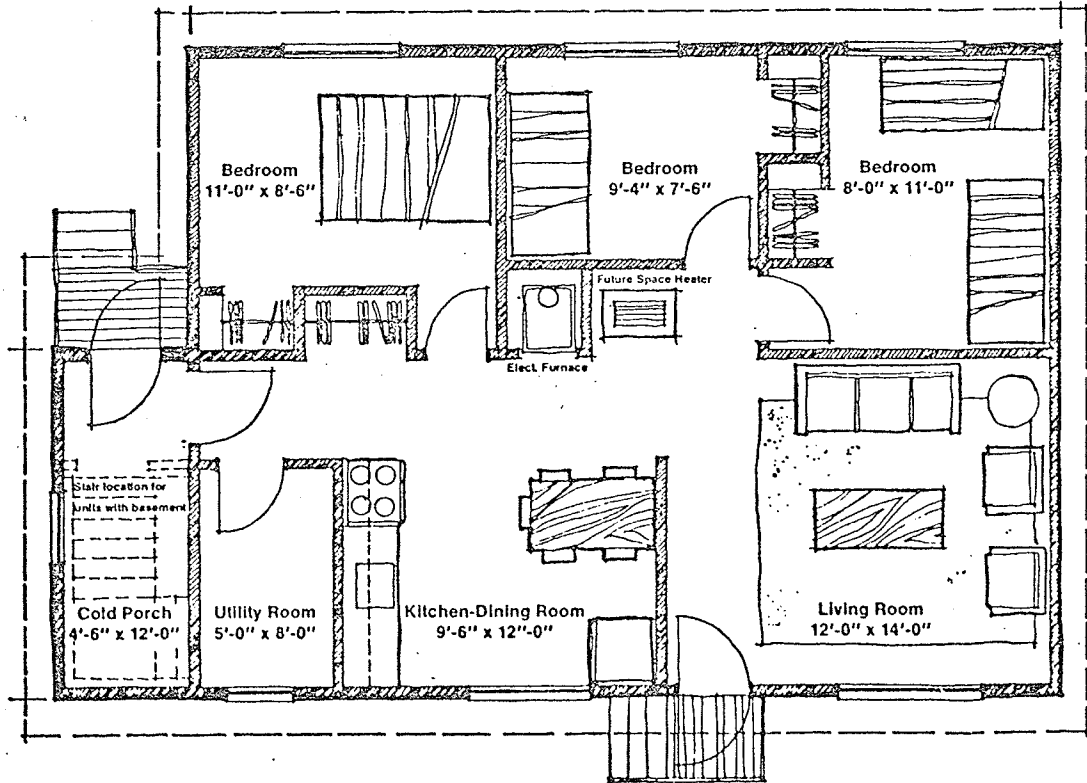 Bedroom
11'-0" x 8'-6"
Bedroom
9'-4" x 7'-6"
Bedroom
8'-0" x 11'-0"
Future Space Heater
Elect. Furnace
Stair location for
units with basement
Cold Porch
4'-6" x 12'-0"
Utility Room
5'-0" x 8'-0"
Kitchen-Dining Room
9'-6" x 12"-0"
Living Room
12'-0" x 14'-0"